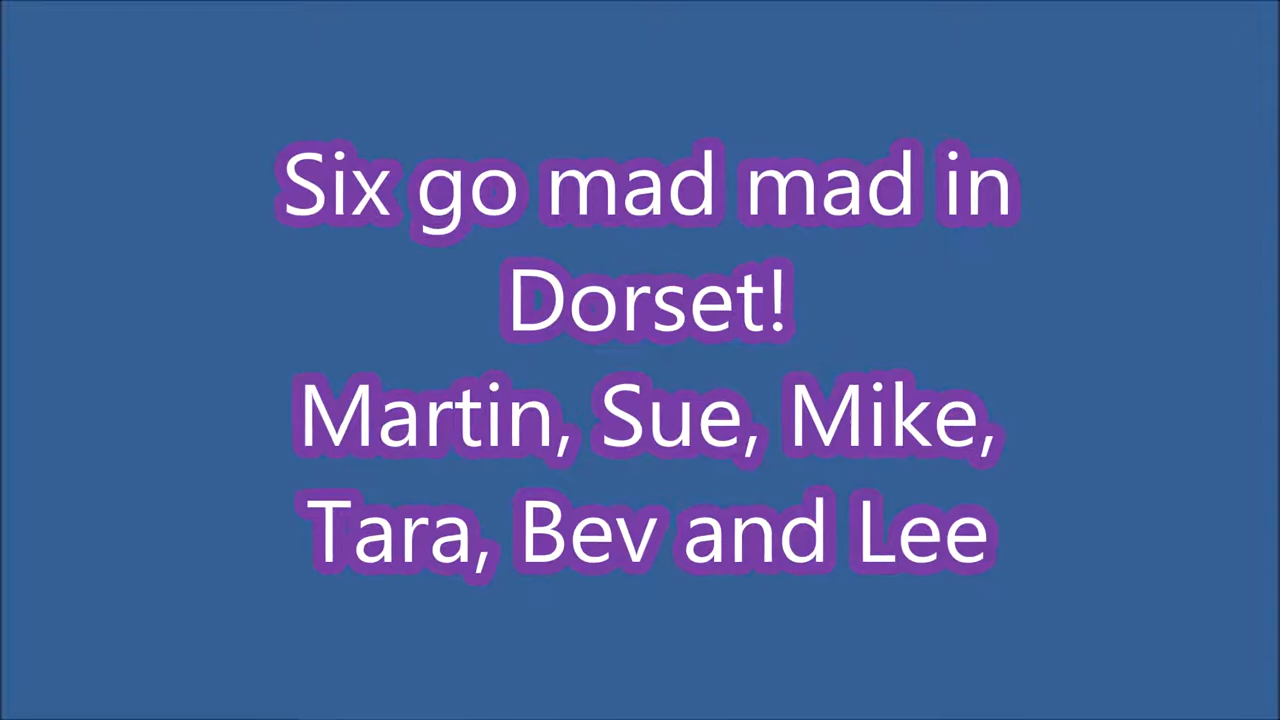 Six go mad mad in
Dorset!
Martin, Sue, Mike,
Tara, Bev and Lee